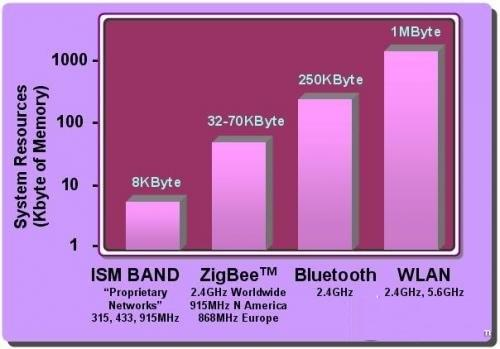 System Resources
(Kbyte of Memory)
1000
100
10
1
8KByte
32-70KByte
250KByte
1MByte
ISM BAND
"Proprietary
Networks"
315, 433, 915MHz
ZigBee™
2.4GHz Worldwide
915MHz N America
868MHz Europe
Bluetooth
2.4GHz
WLAN
2.4GHz, 5.6GHz